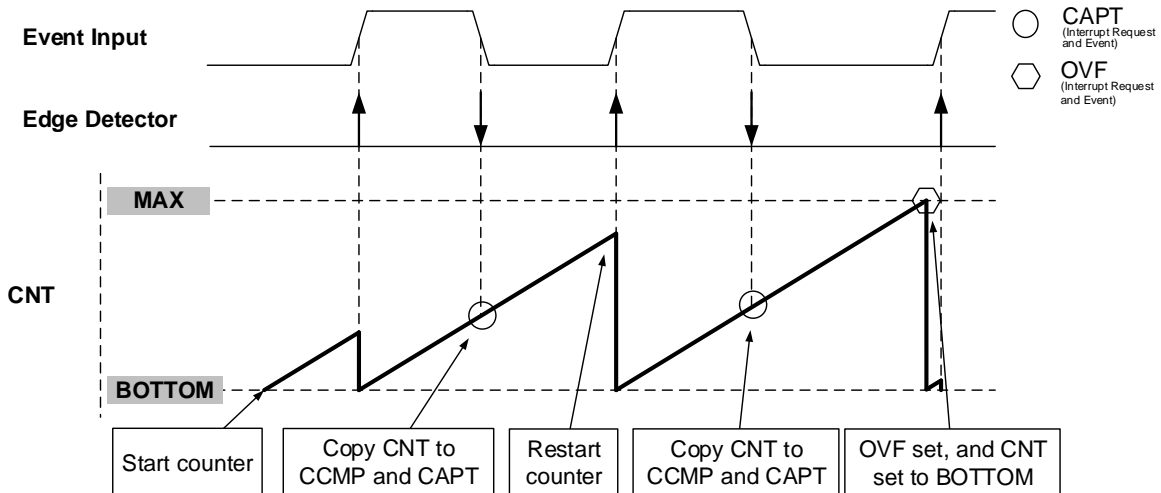 Event Input
CAPT
(Interrupt Request
and Event)
OVF
(Interrupt Request
and Event)
Edge Detector
MAX
CNT
BOTTOM
Start counter
Copy CNT to
CCMP and CAPT
Restart
counter
Copy CNT to
CCMP and CAPT
OVF set, and CNT
set to BOTTOM